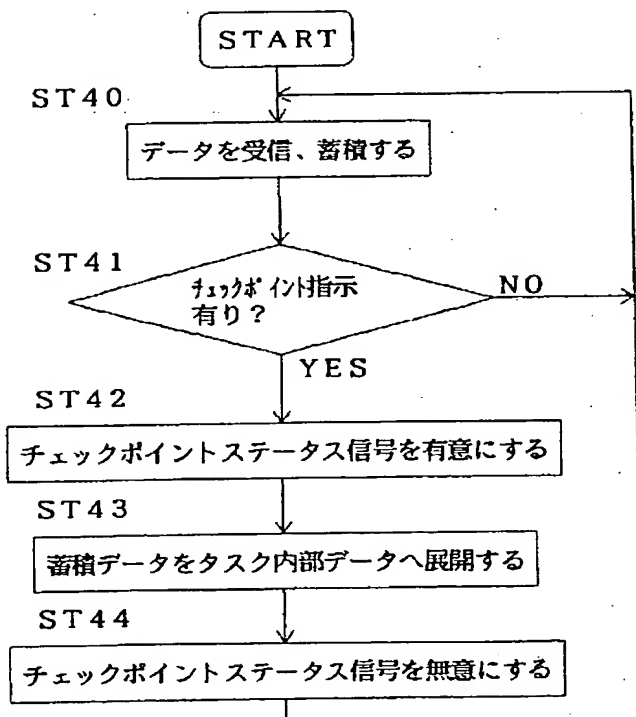 START
ST40
データを受信、蓄積する
ST41
チェックポイント指示
有り？
NO
YES
ST42
チェックポイントステータス信号を有意にする
ST43
蓄積データをタスク内部データへ展開する
ST44
チェックポイントステータス信号を無意にする